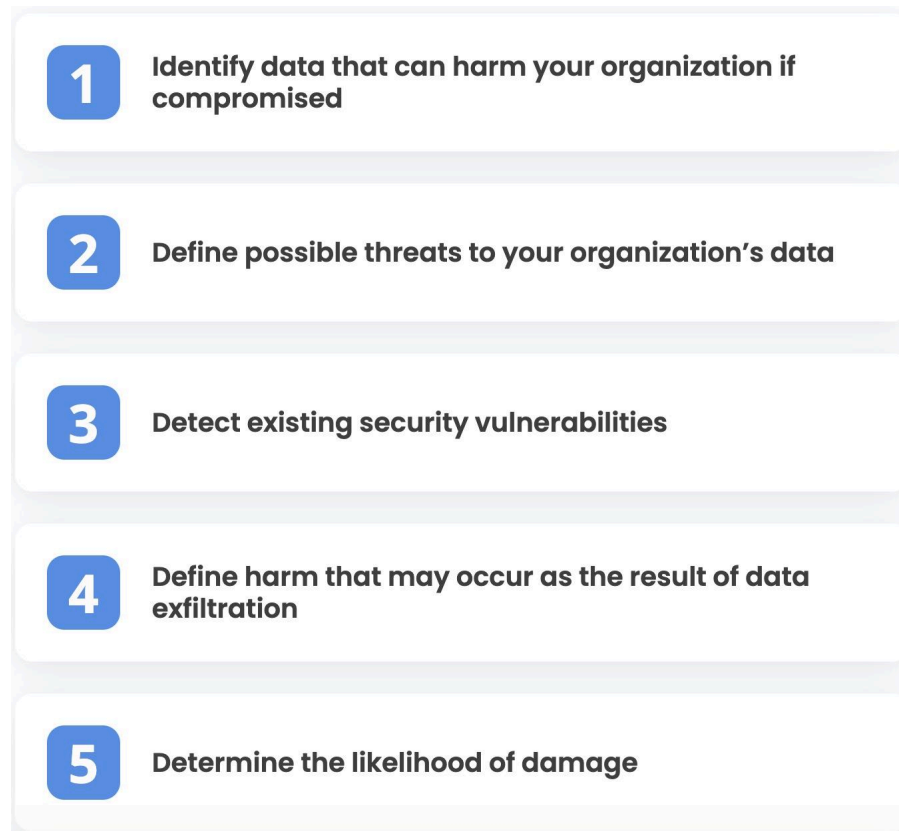 1
Identify data that can harm your organization if
compromised
2
Define possible threats to your organization’s data
3
Detect existing security vulnerabilities
4
Define harm that may occur as the result of data
exfiltration
5
Determine the likelihood of damage